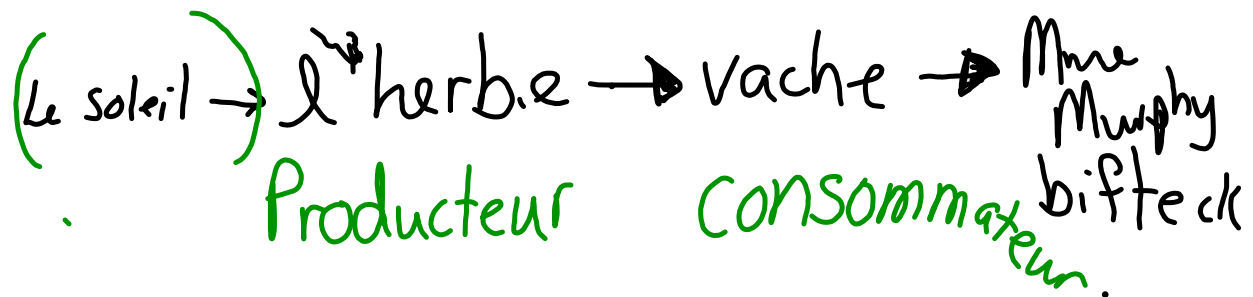 (Le soleil → l'herbe → vache → Mme
Murphy
bifteck
Producteur consommateur.